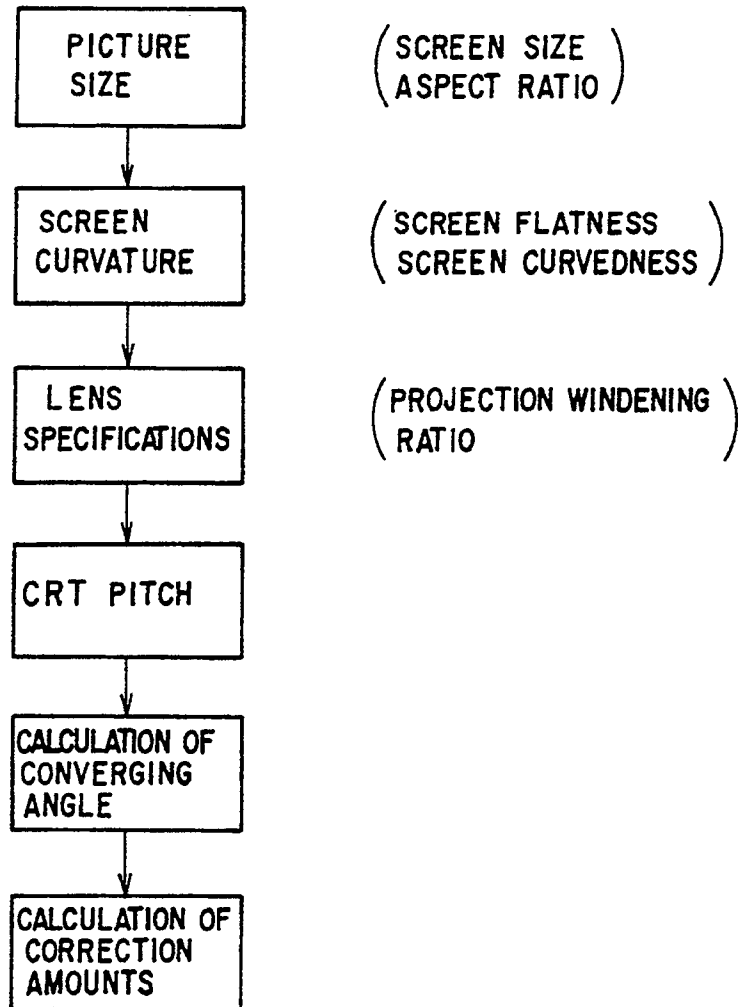 PICTURE
SIZE
SCREEN SIZE
ASPECT RATIO
SCREEN
CURVATURE
SCREEN FLATNESS
SCREEN CURVEDNESS
LENS
SPECIFICATIONS
PROJECTION WINDENING
RATIO
CRT PITCH
CALCULATION OF
CONVERGING
ANGLE
CALCULATION OF
CORRECTION
AMOUNTS